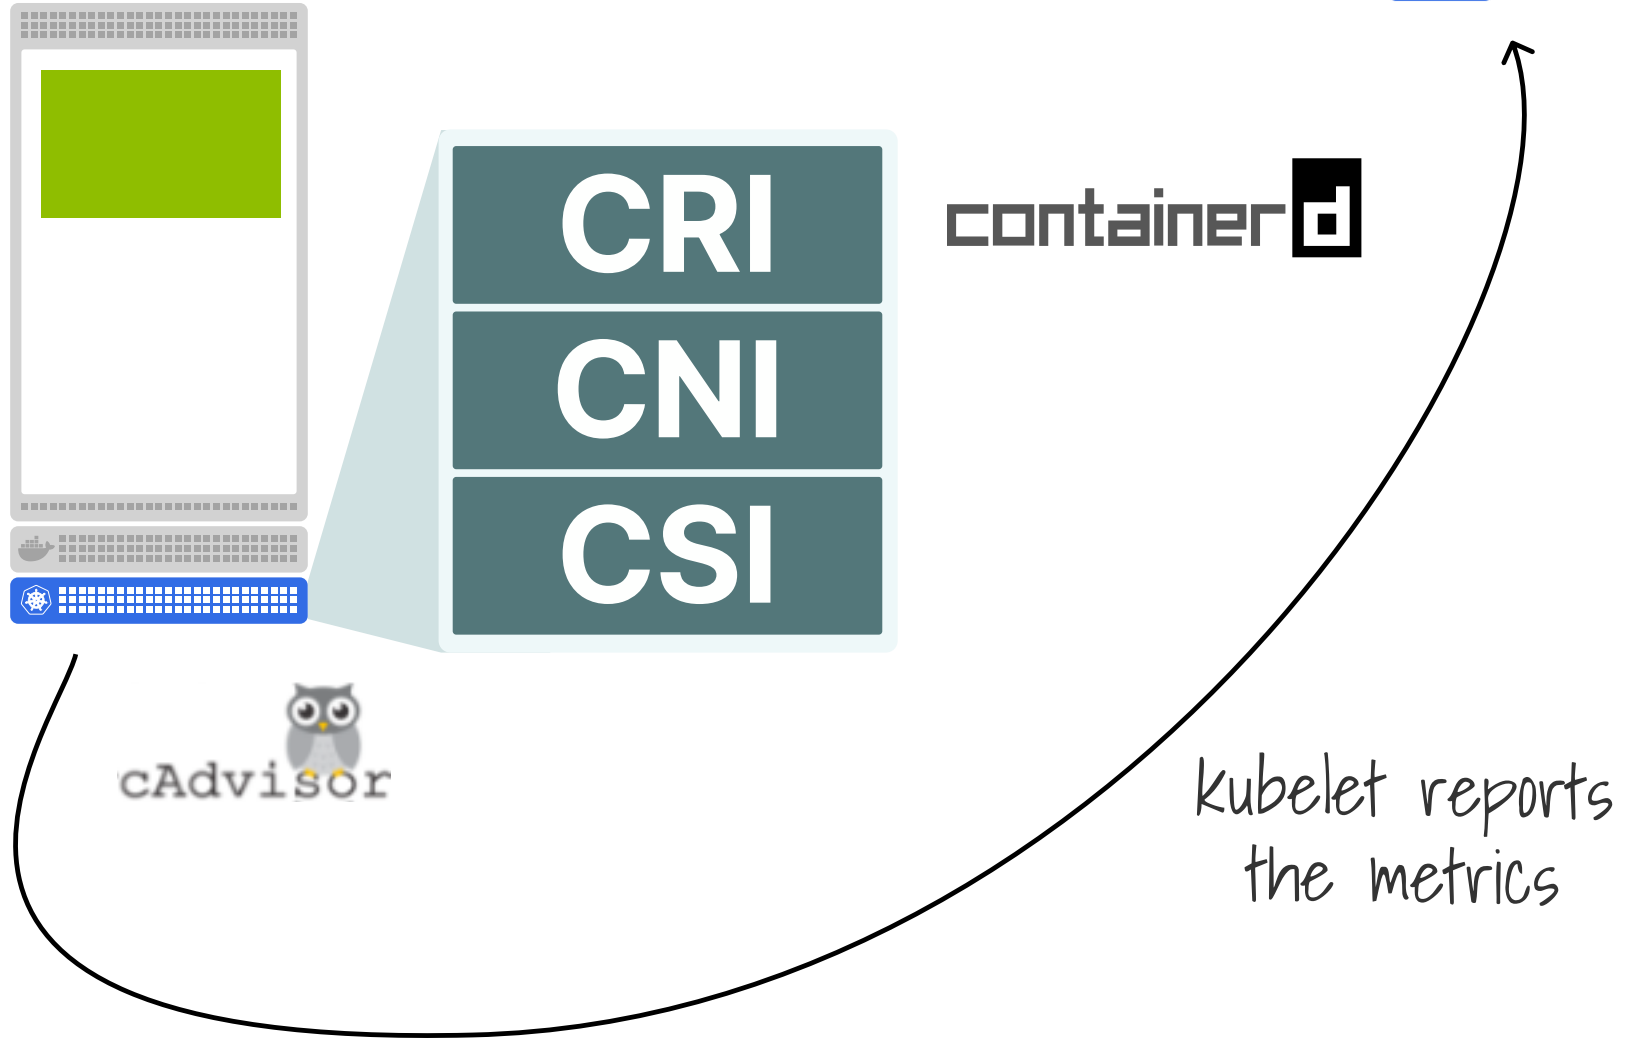 CRI
containerd
CNI
CSI
cAdvisor
kubelet reports
the metrics